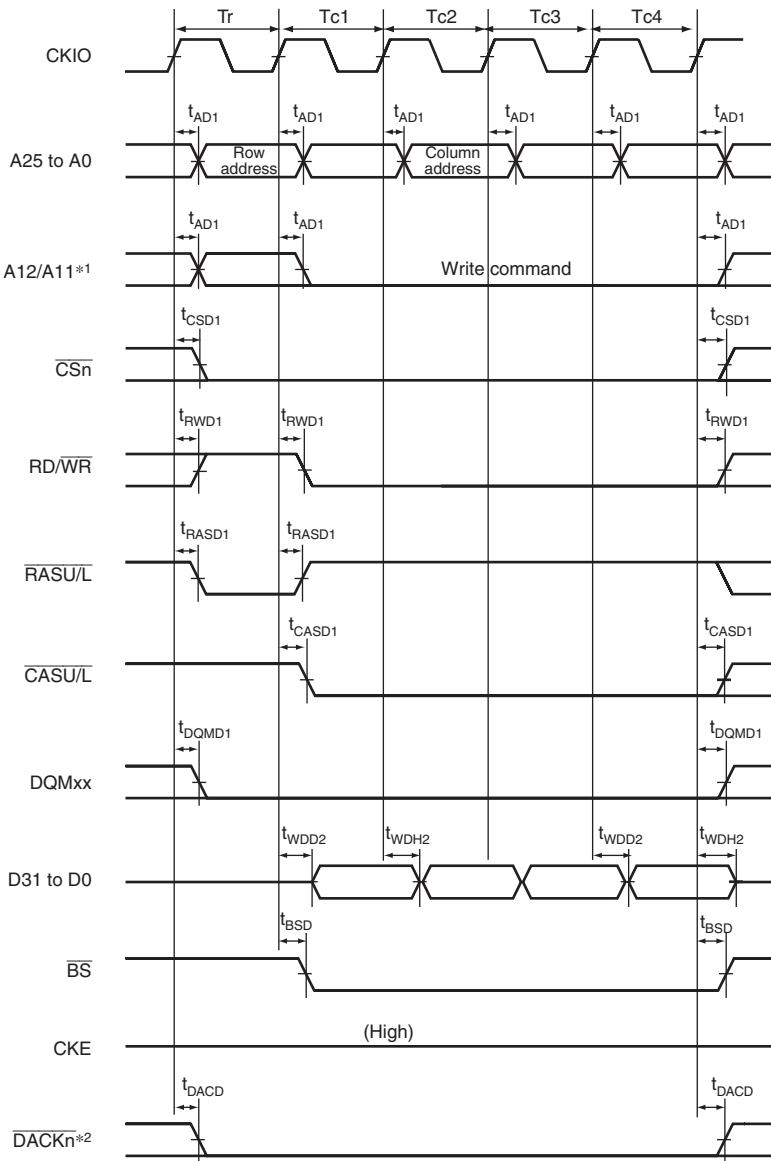 Tr Tc1 Tc2 Tc3 Tc4
CKIO
tAD1 tAD1 tAD1 tAD1 tAD1 tAD1
A25 to A0 Row address Column address
tAD1 tAD1 tAD1
A12/A11*1 Write command
tCSD1 tCSD1
CSn
tRWD1 tRWD1 tRWD1
RD/WR
tRASD1 tRASD1
RASU/L
tCASD1 tCASD1
CASU/L
tDQMD1 tDQMD1
DQMxx
tWDD2 tWDH2 tWDD2 tWDH2
D31 to D0
tBSD tBSD
BS
(High)
CKE
tDACD tDACD
DACKn*2